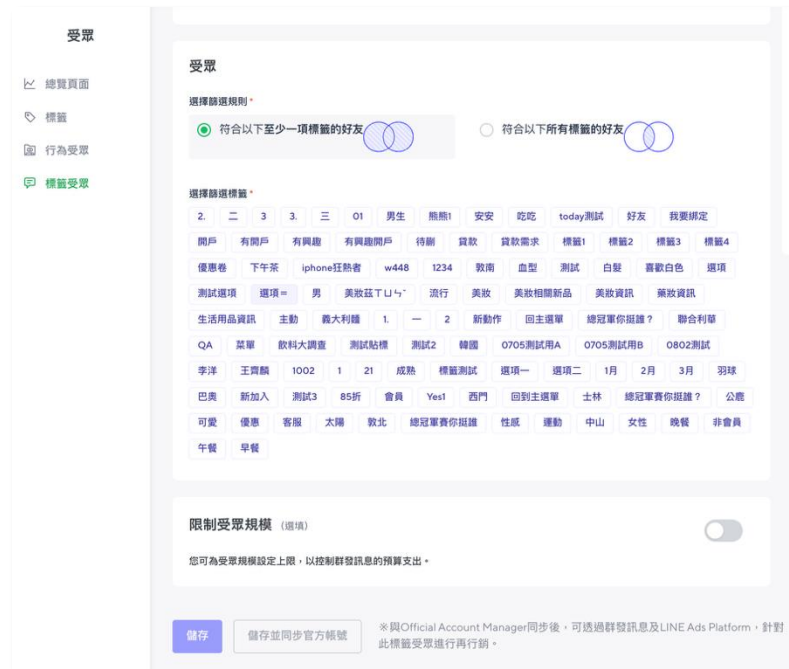 受眾
總覽頁面
標籤
行為受眾
標籤受眾
受眾
選擇篩選規則*
符合以下至少一項標籤的好友
符合以下所有標籤的好友
選擇篩選標籤*
2. 二 3 3. 三 01 男生 熊熊1 安安 吃吃 today測試 好友 我要綁定
開戶 有開戶 有興趣 有興趣開戶 待刪 貸款 貸款需求 標籤1 標籤2 標籤3 標籤4
優惠卷 下午茶 iphone狂熱者 w448 1234 敦南 血型 測試 白髮 喜歡白色 選項
測試選項 選項= 男 美妝茲ㄒㄩㄣˉ 流行 美妝 美妝相關新品 美妝資訊 藥妝資訊
生活用品資訊 主動 義大利麵 1. 一 2 新動作 回主選單 總冠軍你挺誰？ 聯合利華
QA 菜單 飲料大調查 測試貼標 測試2 韓國 0705測試用A 0705測試用B 0802測試
李洋 王齊麟 1002 1 21 成熟 標籤測試 選項一 選項二 1月 2月 3月 羽球
巴奧 新加入 測試3 85折 會員 Yes1 西門 回到主選單 士林 總冠軍賽你挺誰？ 公鹿
可愛 優惠 客服 太陽 敦北 總冠軍賽你挺誰 性感 運動 中山 女性 晚餐 非會員
午餐 早餐
限制受眾規模 (選填)
您可為受眾規模設定上限，以控制群發訊息的預算支出。
儲存
儲存並同步官方帳號
※與Official Account Manager同步後，可透過群發訊息及LINE Ads Platform，針對
此標籤受眾進行再行銷。